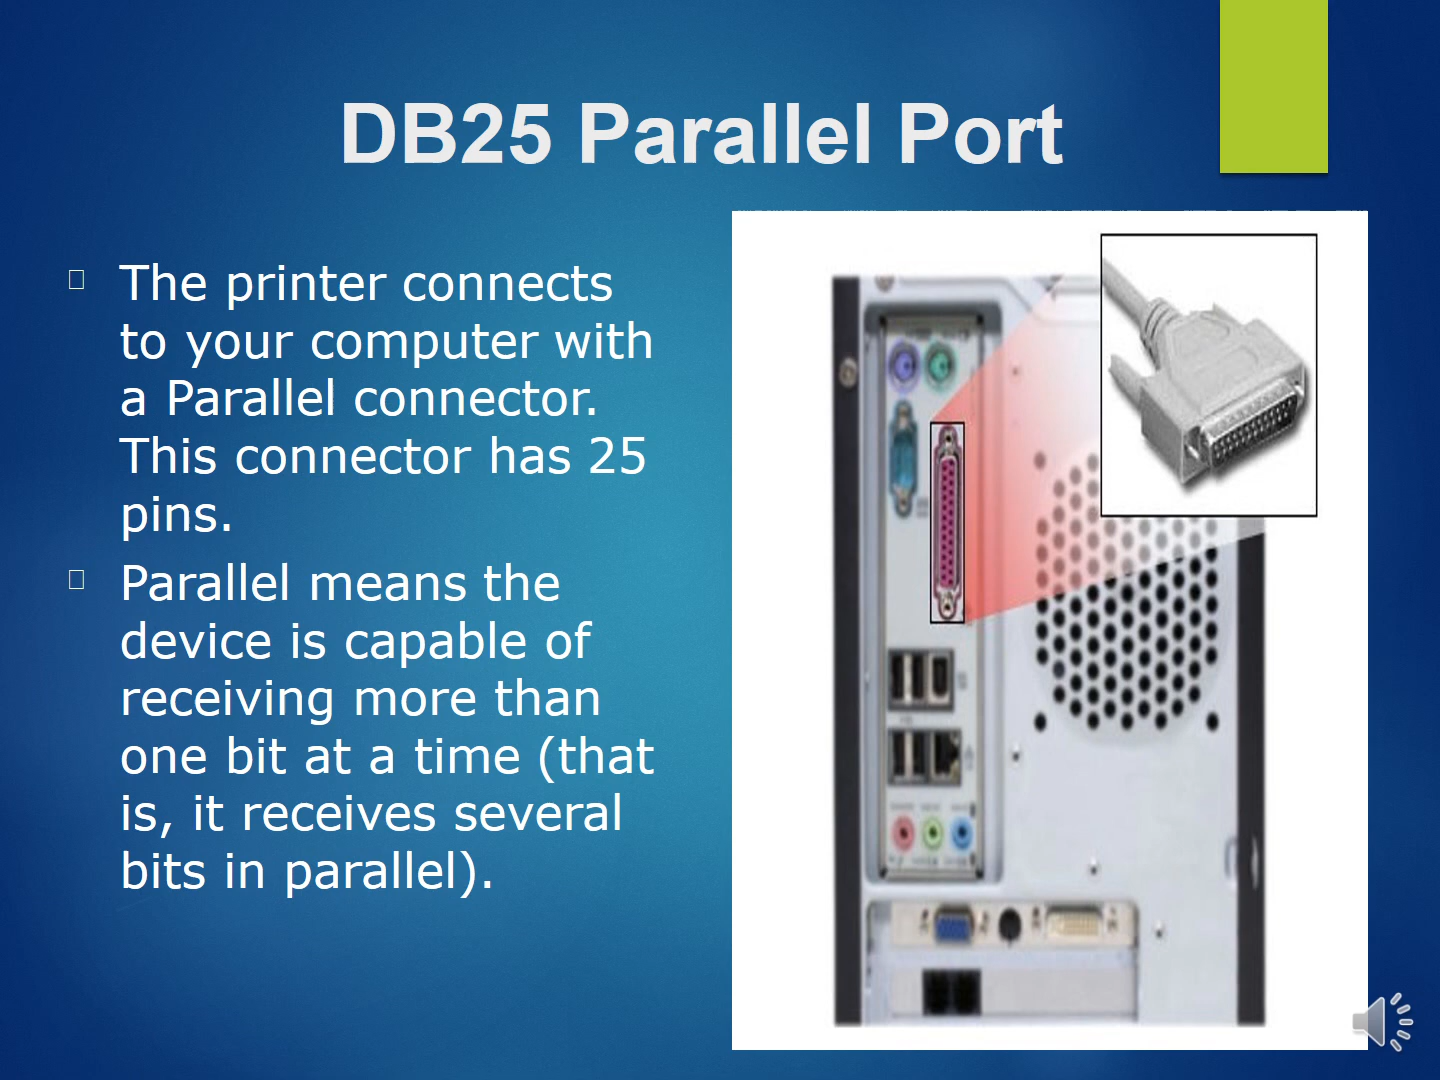 DB25 Parallel Port
The printer connects
to your computer with
a Parallel connector.
This connector has 25
pins.
Parallel means the
device is capable of
receiving more than
one bit at a time (that
is, it receives several
bits in parallel).